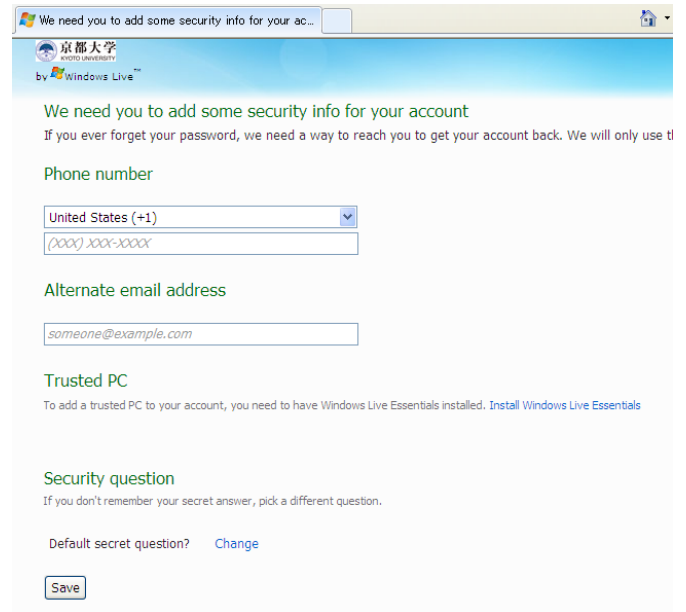 We need you to add some security info for your ac...
京都大学
KYOTO UNIVERSITY
by Windows Live™
We need you to add some security info for your account
If you ever forget your password, we need a way to reach you to get your account back. We will only use
Phone number
United States (+1)
(XXX) XXX-XXXX
Alternate email address
someone@example.com
Trusted PC
To add a trusted PC to your account, you need to have Windows Live Essentials installed. Install Windows Live Essentials
Security question
If you don't remember your secret answer, pick a different question.
Default secret question? Change
Save